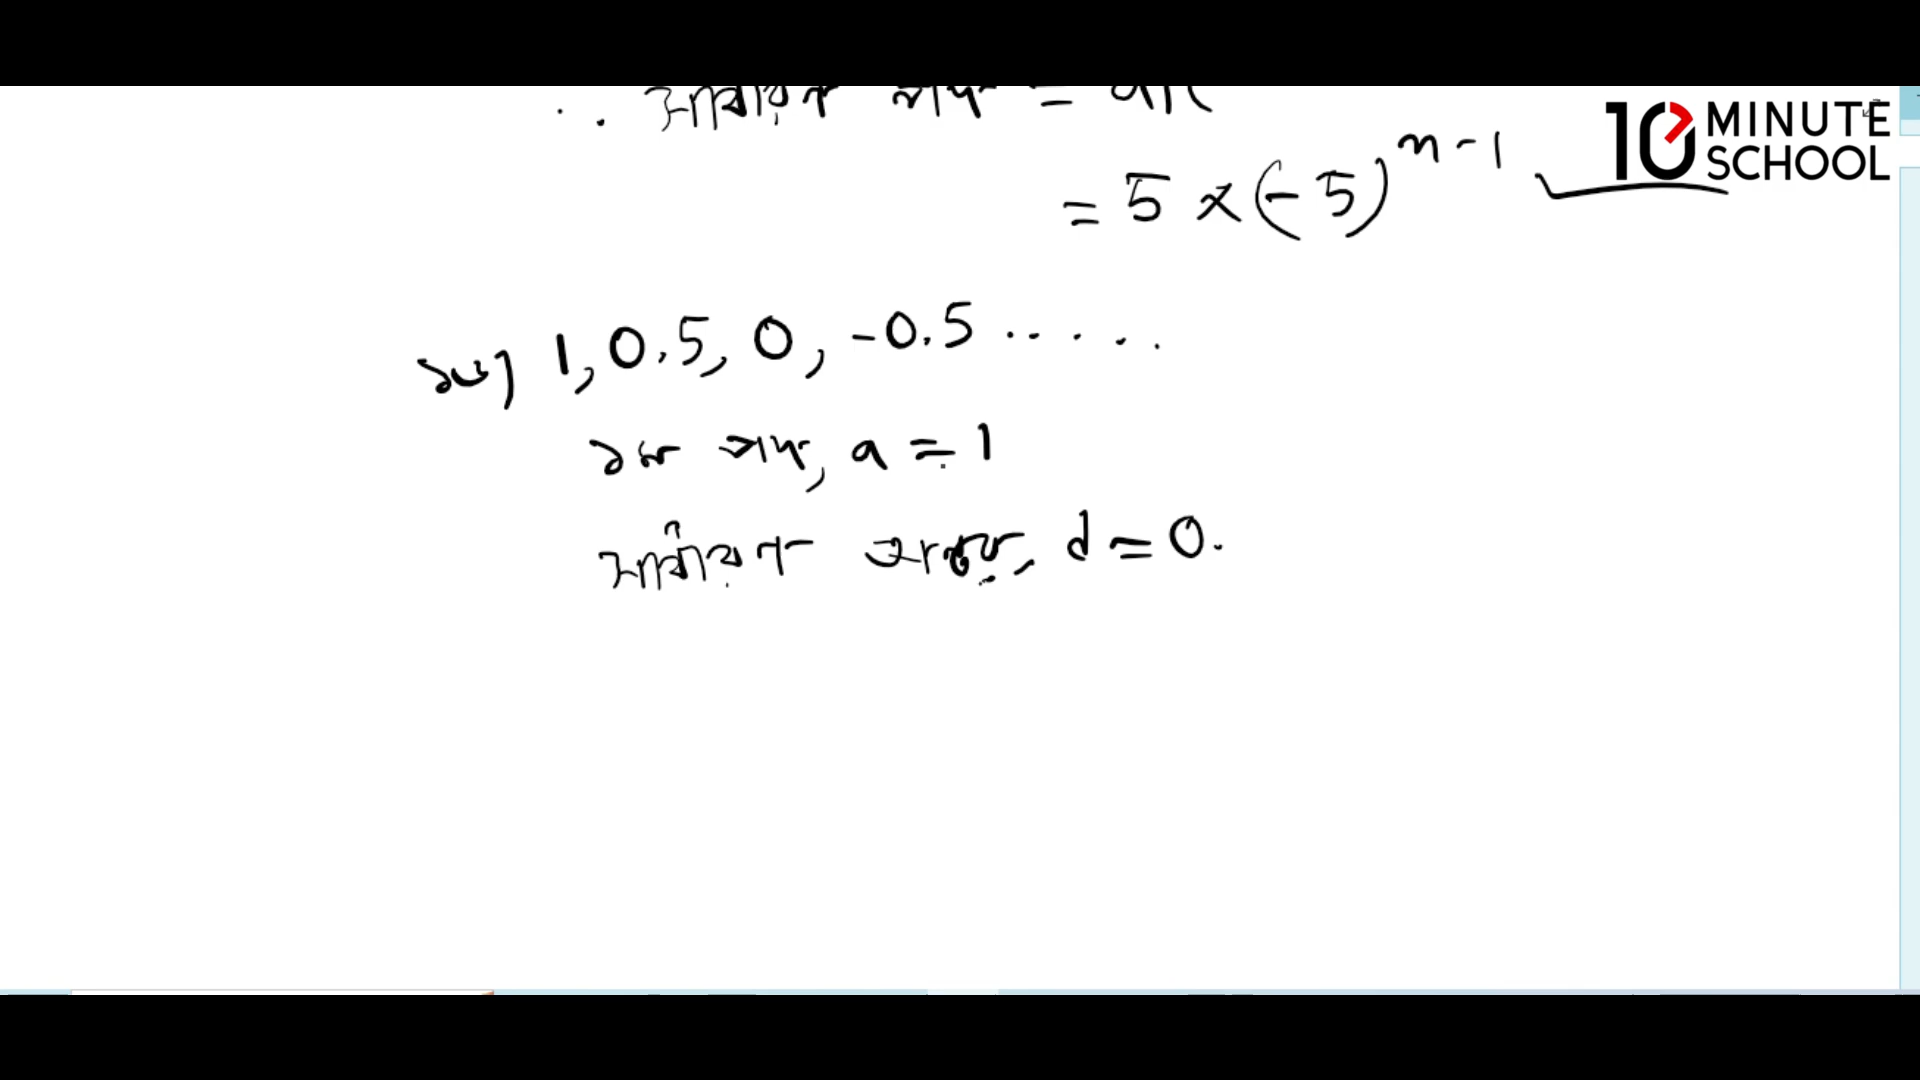 ∴ সাধারণ পদ = ar
= 5 × (-5)^{n-1}
10 MINUTE SCHOOL
1, 0.5, 0, -0.5 .....
১ম পদ, a = 1
সাধারণ অন্তর, d = 0.